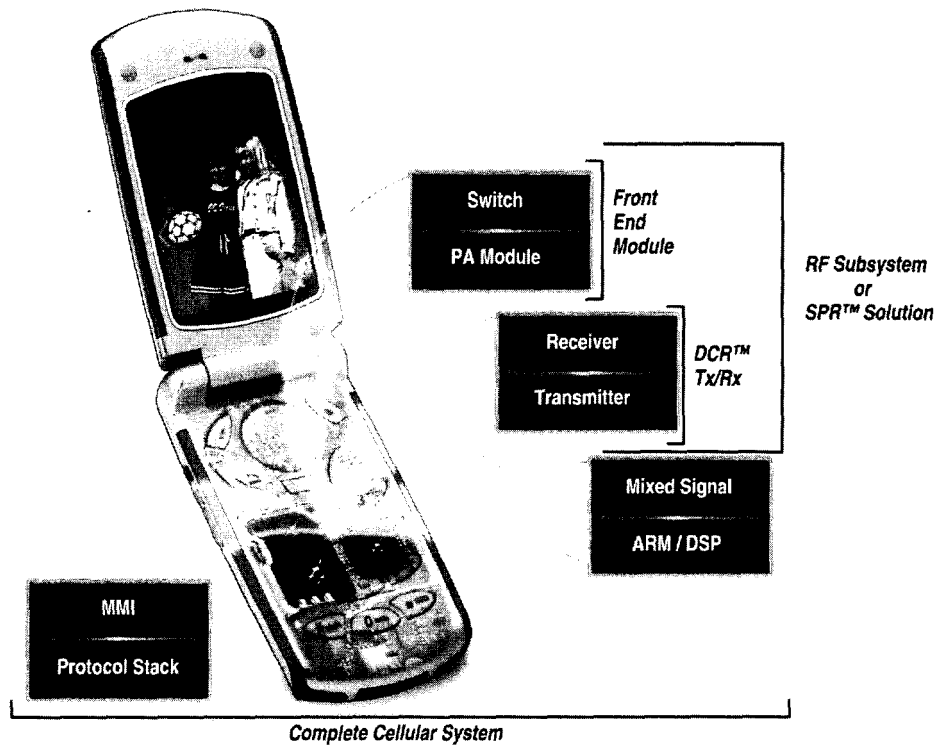 Switch
PA Module
Front
End
Module
RF Subsystem
or
SPR™ Solution
Receiver
Transmitter
DCR™
Tx/Rx
Mixed Signal
ARM / DSP
MMI
Protocol Stack
Complete Cellular System